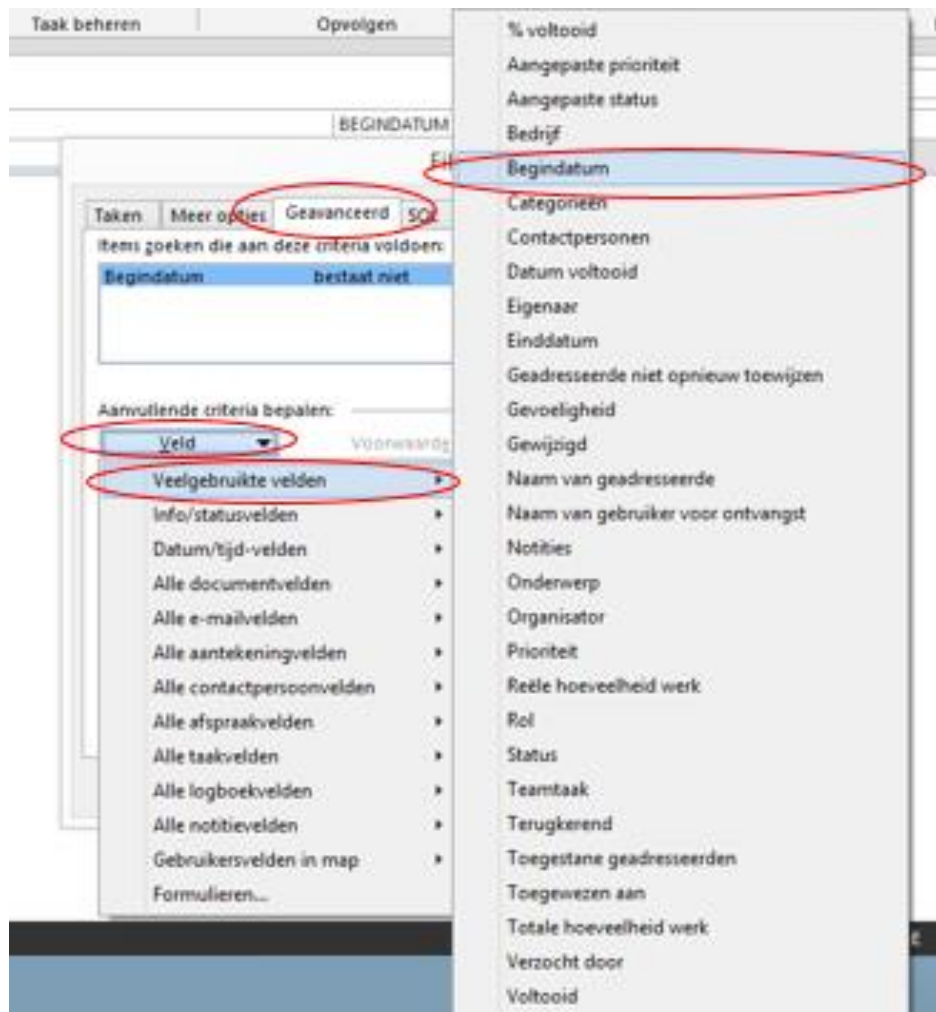 Taak beheren
Opvolgen
BEGINDATUM
Taken
Meer opties
Geavanceerd
SQL
Items zoeken die aan deze criteria voldoen:
Begindatum
bestaat niet
Aanvullende criteria bepalen:
Veld
Veelgebruikte velden
Info/statusvelden
Datum/tijd-velden
Alle documentvelden
Alle e-mailvelden
Alle aantekeningvelden
Alle contactpersoonvelden
Alle afspraakvelden
Alle taakvelden
Alle logboekvelden
Alle notitievelden
Gebruikersvelden in map
Formulieren...
% voltooid
Aangepaste prioriteit
Aangepaste status
Bedrijf
Begindatum
Categorieën
Contactpersonen
Datum voltooid
Eigenaar
Einddatum
Geadresseerde niet opnieuw toewijzen
Gevoeligheid
Gewijzigd
Naam van geadresseerde
Naam van gebruiker voor ontvangst
Notities
Onderwerp
Organisator
Prioriteit
Reële hoeveelheid werk
Rol
Status
Teamtaak
Terugkerend
Toegestane geadresseerden
Toegewezen aan
Totale hoeveelheid werk
Verzocht door
Voltooid